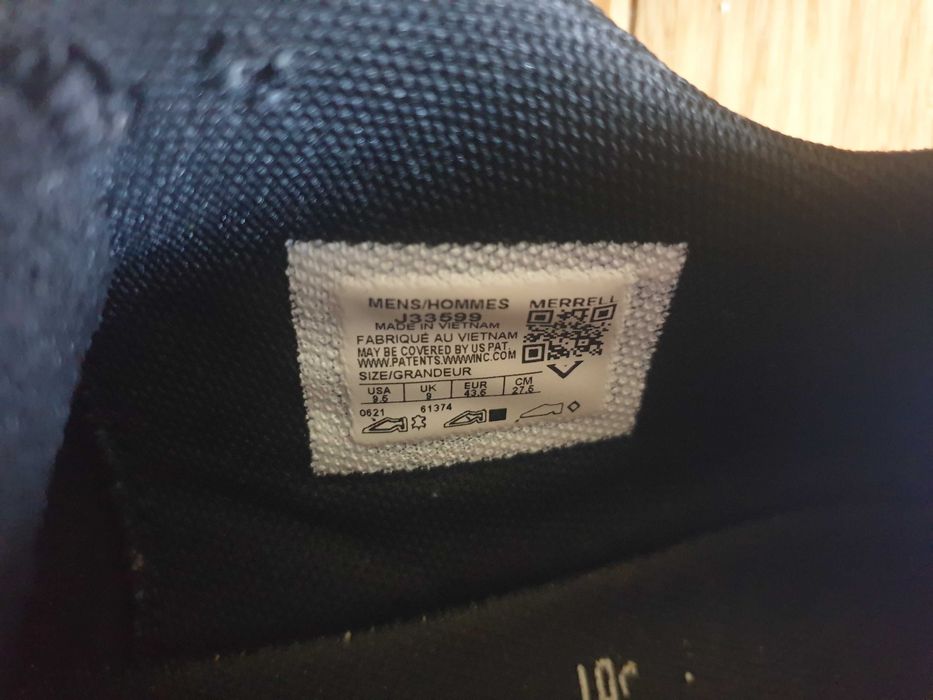 MENS/HOMMES
MERRELL
J33599
MADE IN VIETNAM
FABRIQUÉ AU VIETNAM
MAY BE COVERED BY US PAT.
WWW.PATENTS.WWWINC.COM
SIZE/GRANDEUR
USA UK EUR CM
9.5 9 43.5 27.5
0621 61374